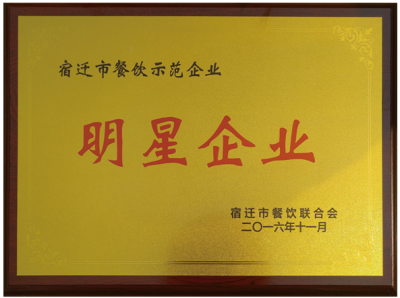 宿迁市餐饮示范企业
明星企业
宿迁市餐饮联合会
二〇一六年十一月